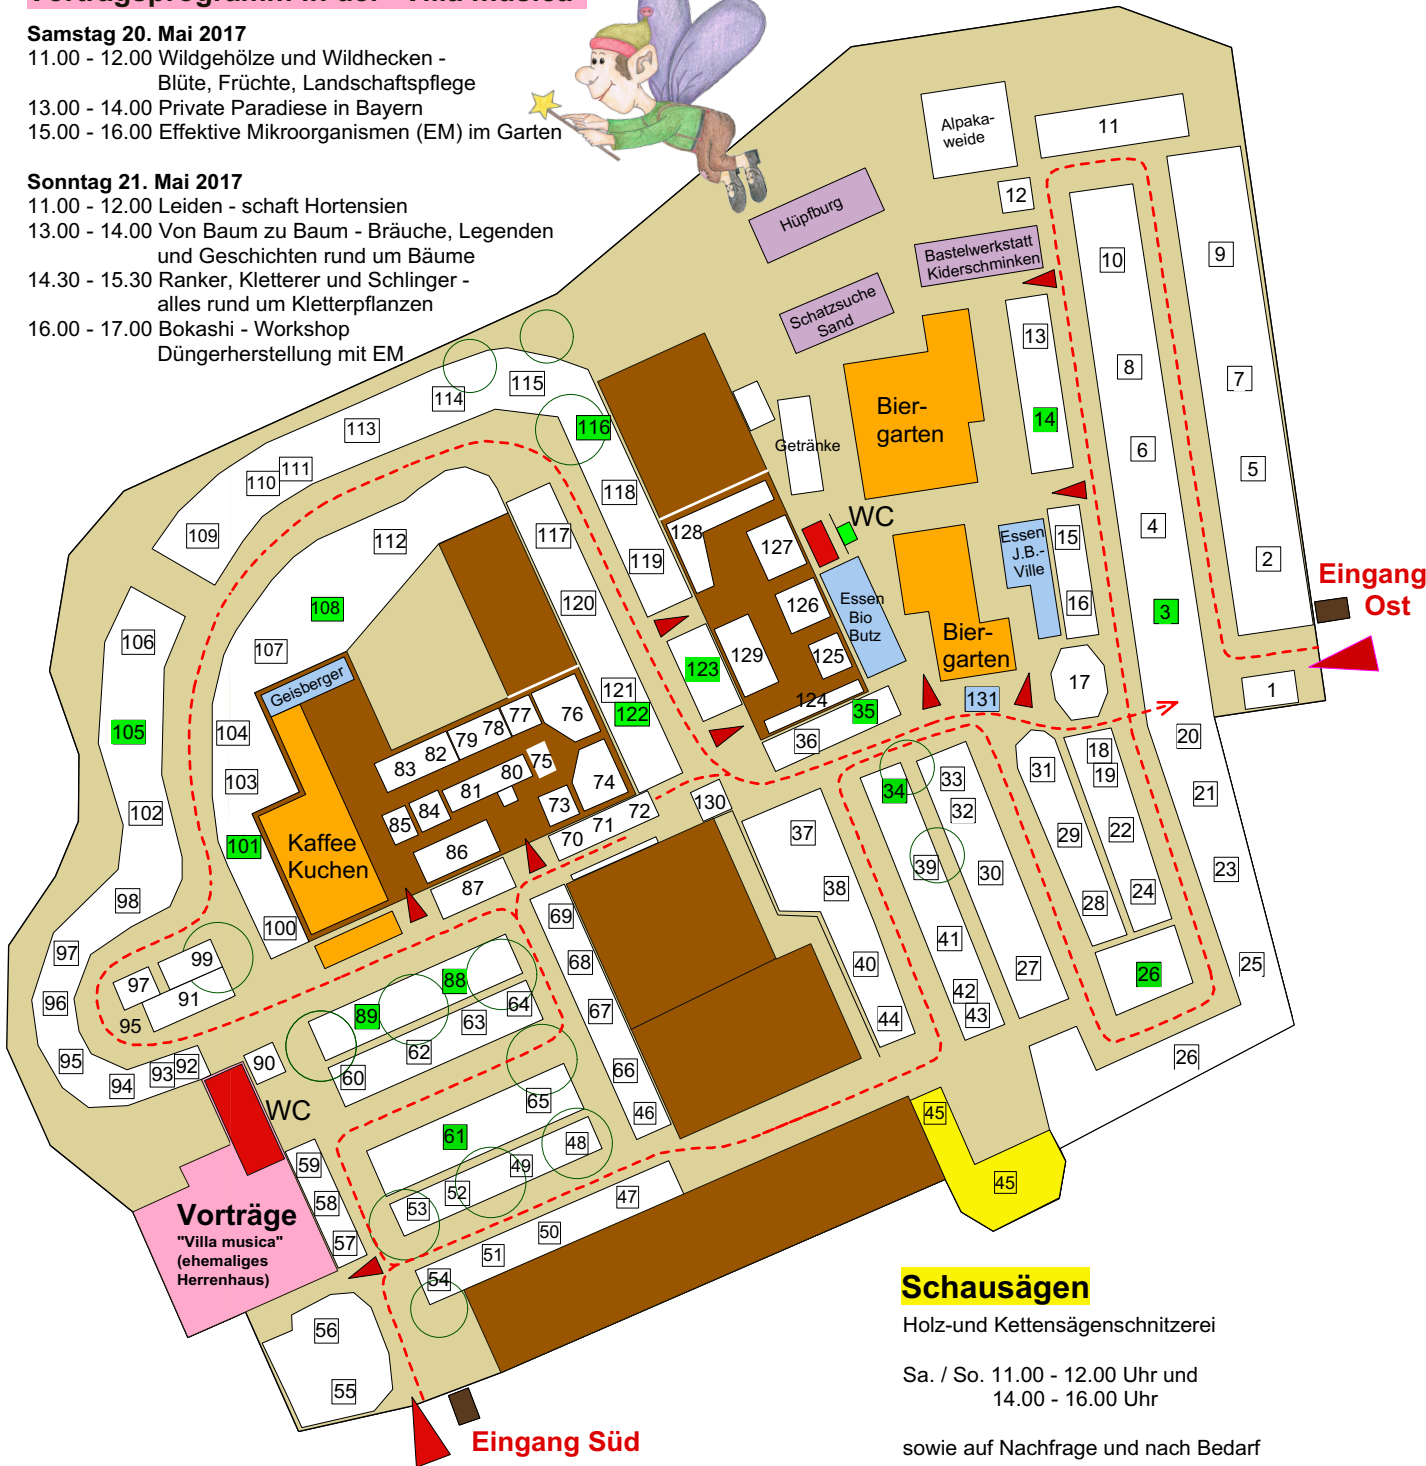 Samstag 20. Mai 2017
11.00 - 12.00 Wildgehölze und Wildhecken -
Blüte, Früchte, Landschaftspflege
13.00 - 14.00 Private Paradiese in Bayern
15.00 - 16.00 Effektive Mikroorganismen (EM) im Garten
Sonntag 21. Mai 2017
11.00 - 12.00 Leiden - schaft Hortensien
13.00 - 14.00 Von Baum zu Baum - Bräuche, Legenden
und Geschichten rund um Bäume
14.30 - 15.30 Ranker, Kletterer und Schlinger -
alles rund um Kletterpflanzen
16.00 - 17.00 Bokashi - Workshop
Düngerherstellung mit EM
Alpaka-
weide
11
12
Hüpfburg
Bastelwerkstatt
Kiderschminken
Schatzsuche
Sand
10
9
13
8
7
14
6
5
4
2
3
1
Eingang
Ost
Bier-
garten
Getränke
WC
Essen
J.B.-
Ville
15
16
17
Essen
Bio
Butz
Bier-
garten
131
115
114
116
113
111
110
109
118
119
117
112
120
108
107
106
105
104
103
102
101
100
121
122
123
128
127
126
129
125
124
35
36
Geisberger
76
77
78
79
82
83
75
80
81
74
73
84
85
86
72
71
70
87
130
Kaffee
Kuchen
98
97
96
95
94
93
92
97
99
91
95
90
WC
88
89
64
63
62
60
69
68
67
66
46
65
61
48
49
52
53
47
50
51
54
59
58
57
56
55
Vorträge
"Villa musica"
(ehemaliges
Herrenhaus)
37
38
40
44
34
33
32
39
30
41
42
43
27
31
29
28
18
19
22
24
26
20
21
23
25
26
45
45
Eingang Süd
Schausägen
Holz-und Kettensägenschnitzerei
Sa. / So. 11.00 - 12.00 Uhr und
14.00 - 16.00 Uhr
sowie auf Nachfrage und nach Bedarf